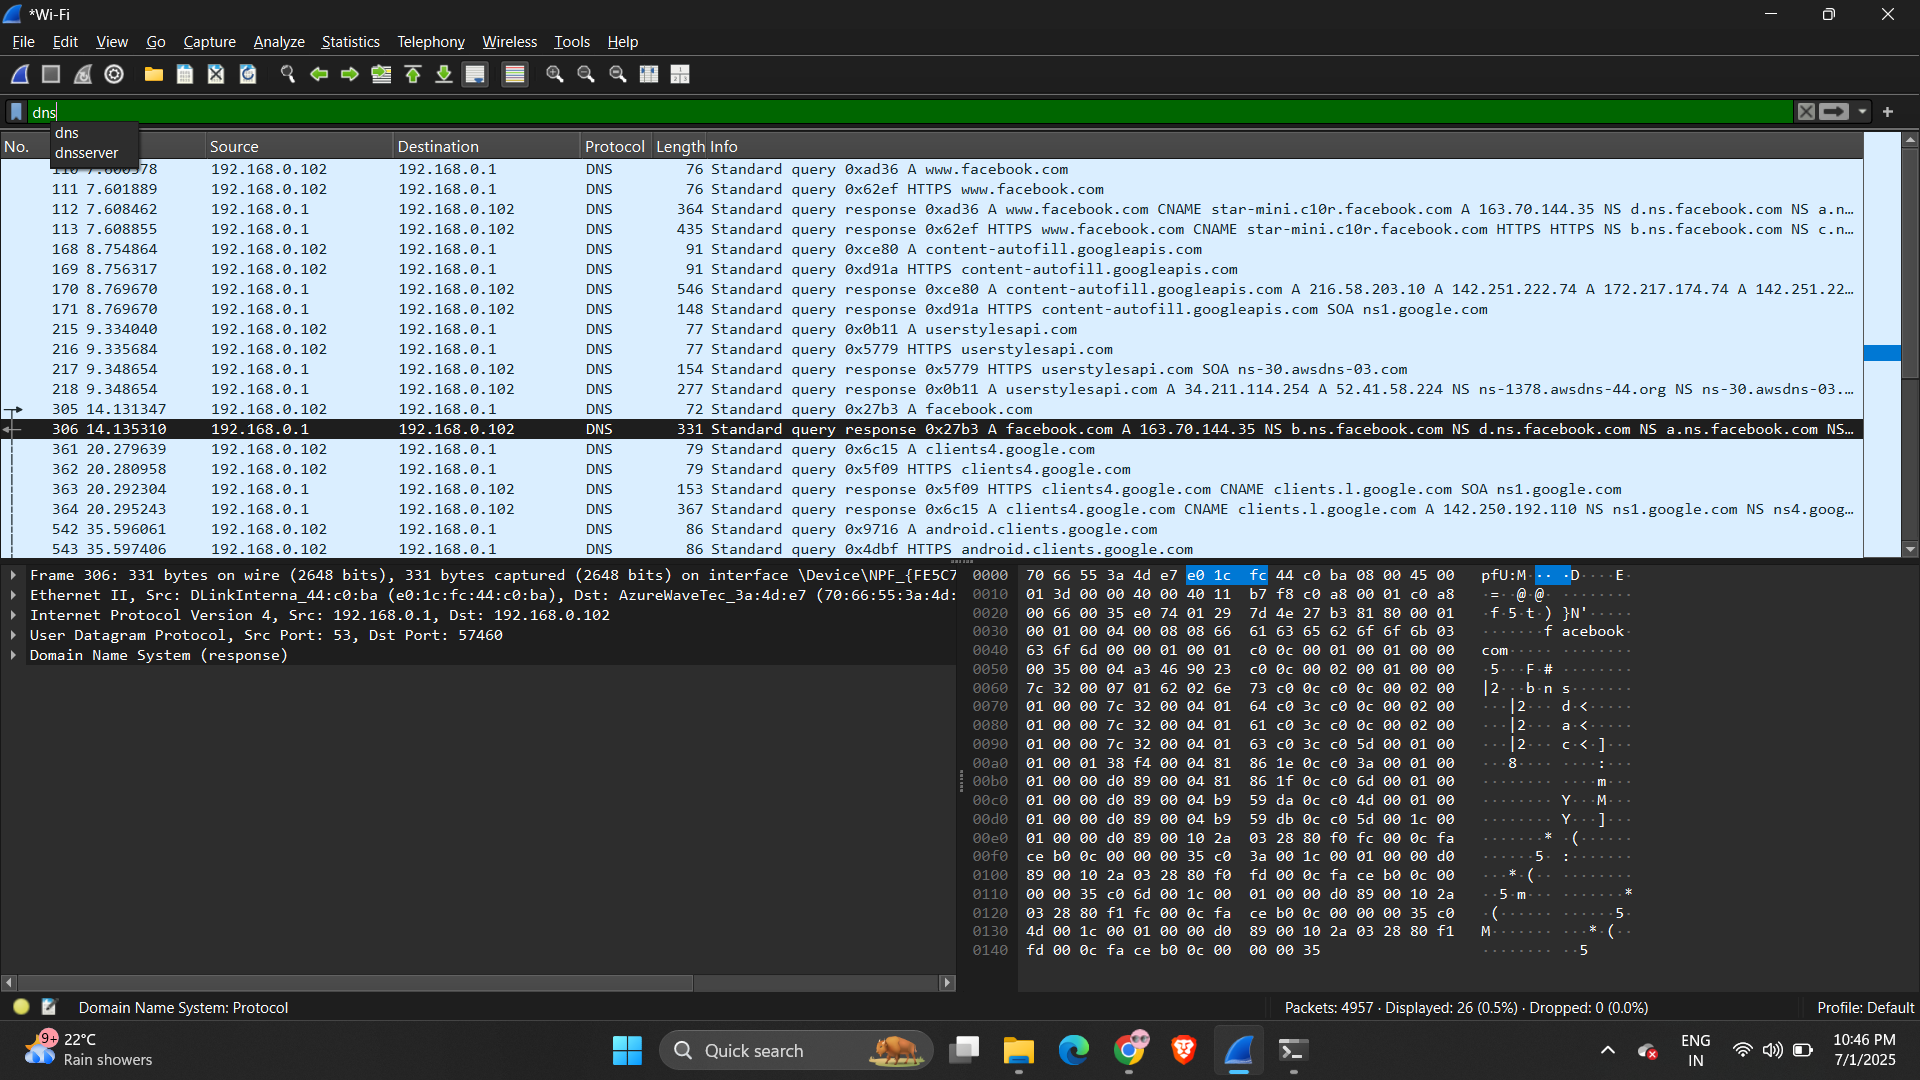 *Wi-Fi
File Edit View Go Capture Analyze Statistics Telephony Wireless Tools Help
dns
dns
dnsserver
No. Source Destination Protocol Length Info
192.168.0.102 192.168.0.1 DNS 76 Standard query 0xad36 A www.facebook.com
111 7.601889 192.168.0.102 192.168.0.1 DNS 76 Standard query 0x62ef HTTPS www.facebook.com
112 7.608462 192.168.0.1 192.168.0.102 DNS 364 Standard query response 0xad36 A www.facebook.com CNAME star-mini.c10r.facebook.com A 163.70.144.35 NS d.ns.facebook.com NS a.n…
113 7.608855 192.168.0.1 192.168.0.102 DNS 435 Standard query response 0x62ef HTTPS www.facebook.com CNAME star-mini.c10r.facebook.com HTTPS HTTPS NS b.ns.facebook.com NS c.n…
168 8.754864 192.168.0.102 192.168.0.1 DNS 91 Standard query 0xce80 A content-autofill.googleapis.com
169 8.756317 192.168.0.102 192.168.0.1 DNS 91 Standard query 0xd91a HTTPS content-autofill.googleapis.com
170 8.769670 192.168.0.1 192.168.0.102 DNS 546 Standard query response 0xce80 A content-autofill.googleapis.com A 216.58.203.10 A 142.251.222.74 A 172.217.174.74 A 142.251.22…
171 8.769670 192.168.0.1 192.168.0.102 DNS 148 Standard query response 0xd91a HTTPS content-autofill.googleapis.com SOA ns1.google.com
215 9.334040 192.168.0.102 192.168.0.1 DNS 77 Standard query 0x0b11 A userstylesapi.com
216 9.335684 192.168.0.102 192.168.0.1 DNS 77 Standard query 0x5779 HTTPS userstylesapi.com
217 9.348654 192.168.0.1 192.168.0.102 DNS 154 Standard query response 0x5779 HTTPS userstylesapi.com SOA ns-30.awsdns-03.com
218 9.348654 192.168.0.1 192.168.0.102 DNS 277 Standard query response 0x0b11 A userstylesapi.com A 34.211.114.254 A 52.41.58.224 NS ns-1378.awsdns-44.org NS ns-30.awsdns-03.…
305 14.131347 192.168.0.102 192.168.0.1 DNS 72 Standard query 0x27b3 A facebook.com
306 14.135310 192.168.0.1 192.168.0.102 DNS 331 Standard query response 0x27b3 A facebook.com A 163.70.144.35 NS b.ns.facebook.com NS d.ns.facebook.com NS a.ns.facebook.com NS…
361 20.279639 192.168.0.102 192.168.0.1 DNS 79 Standard query 0x6c15 A clients4.google.com
362 20.280958 192.168.0.102 192.168.0.1 DNS 79 Standard query 0x5f09 HTTPS clients4.google.com
363 20.292304 192.168.0.1 192.168.0.102 DNS 153 Standard query response 0x5f09 HTTPS clients4.google.com CNAME clients.l.google.com SOA ns1.google.com
364 20.295243 192.168.0.1 192.168.0.102 DNS 367 Standard query response 0x6c15 A clients4.google.com CNAME clients.l.google.com A 142.250.192.110 NS ns1.google.com NS ns4.goog…
542 35.596061 192.168.0.102 192.168.0.1 DNS 86 Standard query 0x9716 A android.clients.google.com
543 35.597406 192.168.0.102 192.168.0.1 DNS 86 Standard query 0x4dbf HTTPS android.clients.google.com
Frame 306: 331 bytes on wire (2648 bits), 331 bytes captured (2648 bits) on interface \Device\NPF_{FE5C7
Ethernet II, Src: DLinkInterna_44:c0:ba (e0:1c:fc:44:c0:ba), Dst: AzureWaveTec_3a:4d:e7 (70:66:55:3a:4d:
Internet Protocol Version 4, Src: 192.168.0.1, Dst: 192.168.0.102
User Datagram Protocol, Src Port: 53, Dst Port: 57460
Domain Name System (response)
0000 70 66 55 3a 4d e7 e0 1c fc 44 c0 ba 08 00 45 00 pfU:M·· ·D····E·
0010 01 3d 00 00 40 00 40 11 b7 f8 c0 a8 00 01 c0 a8 ·=··@·@· ········
0020 00 66 00 35 e0 74 01 29 7d 4e 27 b3 81 80 00 01 ·f·5·t·) }N'·····
0030 00 01 00 04 00 08 08 66 61 63 65 62 6f 6f 6b 03 ·······f acebook·
0040 63 6f 6d 00 00 01 00 01 c0 0c 00 01 00 01 00 00 com····· ········
0050 00 35 00 04 a3 46 90 23 c0 0c 00 02 00 01 00 00 ·5···F·# ········
0060 7c 32 00 07 01 62 02 6e 73 c0 0c c0 0c 00 02 00 |2···b·n s·······
0070 01 00 00 7c 32 00 04 01 64 c0 3c c0 0c 00 02 00 ···|2··· d·<·····
0080 01 00 00 7c 32 00 04 01 61 c0 3c c0 0c 00 02 00 ···|2··· a·<·····
0090 01 00 00 7c 32 00 04 01 63 c0 3c c0 5d 00 01 00 ···|2··· c·<·]···
00a0 01 00 01 38 f4 00 04 81 86 1e 0c c0 3a 00 01 00 ···8···· ····:···
00b0 01 00 00 d0 89 00 04 81 86 1f 0c c0 6d 00 01 00 ········ ····m···
00c0 01 00 00 d0 89 00 04 b9 59 da 0c c0 4d 00 01 00 ········ Y···M···
00d0 01 00 00 d0 89 00 04 b9 59 db 0c c0 5d 00 1c 00 ········ Y···]···
00e0 01 00 00 d0 89 00 10 2a 03 28 80 f0 fc 00 0c fa ·······* ·(······
00f0 ce b0 0c 00 00 00 35 c0 3a 00 1c 00 01 00 00 d0 ······5· :·······
0100 89 00 10 2a 03 28 80 f0 fd 00 0c fa ce b0 0c 00 ···*·(·· ········
0110 00 00 35 c0 6d 00 1c 00 01 00 00 d0 89 00 10 2a ··5·m··· ·······*
0120 03 28 80 f1 fc 00 0c fa ce b0 0c 00 00 00 35 c0 ·(······ ······5·
0130 4d 00 1c 00 01 00 00 d0 89 00 10 2a 03 28 80 f1 M······· ···*·(··
0140 fd 00 0c fa ce b0 0c 00 00 00 35 ········ ··5
Domain Name System: Protocol Packets: 4957 · Displayed: 26 (0.5%) · Dropped: 0 (0.0%) Profile: Default
9+
22°C
Rain showers
Quick search
ENG
IN
10:46 PM
7/1/2025